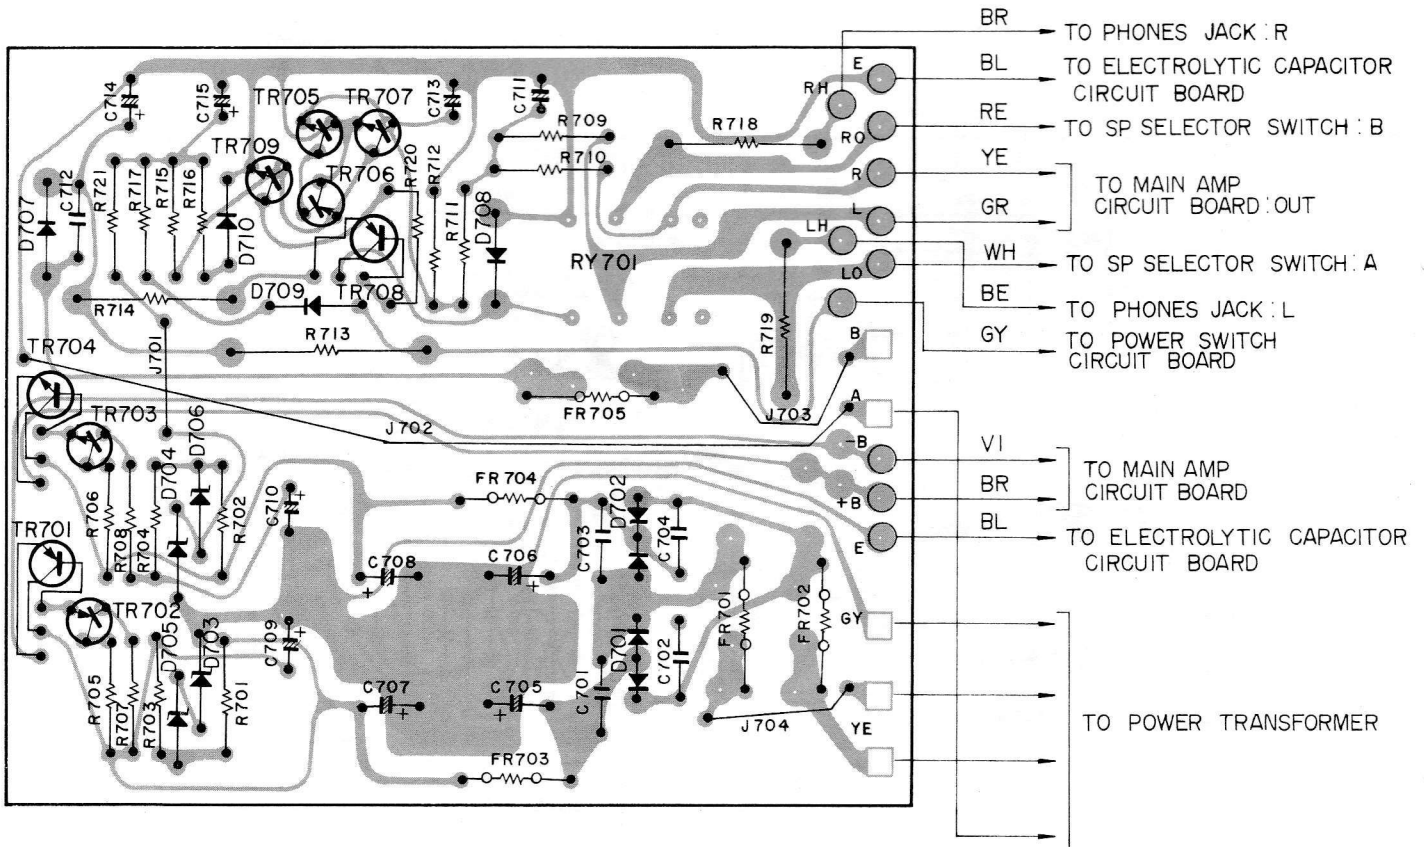 BR
TO PHONES JACK : R
BL
TO ELECTROLYTIC CAPACITOR
CIRCUIT BOARD
RE
TO SP SELECTOR SWITCH : B
YE
TO MAIN AMP
CIRCUIT BOARD : OUT
GR
WH
TO SP SELECTOR SWITCH : A
BE
TO PHONES JACK : L
GY
TO POWER SWITCH
CIRCUIT BOARD
VI
TO MAIN AMP
CIRCUIT BOARD
BR
BL
TO ELECTROLYTIC CAPACITOR
CIRCUIT BOARD
TO POWER TRANSFORMER
E
RH
RO
R
L
LH
LO
B
A
-B
+B
E
GY
YE
C714
C715
TR705
TR707
C713
C711
R709
R718
TR709
R710
R720
R712
TR706
D707
C712
R721
R717
R715
R716
D710
R711
D708
RY701
D709
TR708
R714
R713
R719
J701
TR704
FR705
J703
TR703
D706
J702
D704
FR704
D702
R706
R708
R704
R702
C710
C703
C704
TR701
C708
+
C706
+
+
TR702
D705
D703
C709
+
FR701
FR702
D701
C702
R705
R707
R703
R701
C707
+
C705
+
C701
J704
FR703
+
+